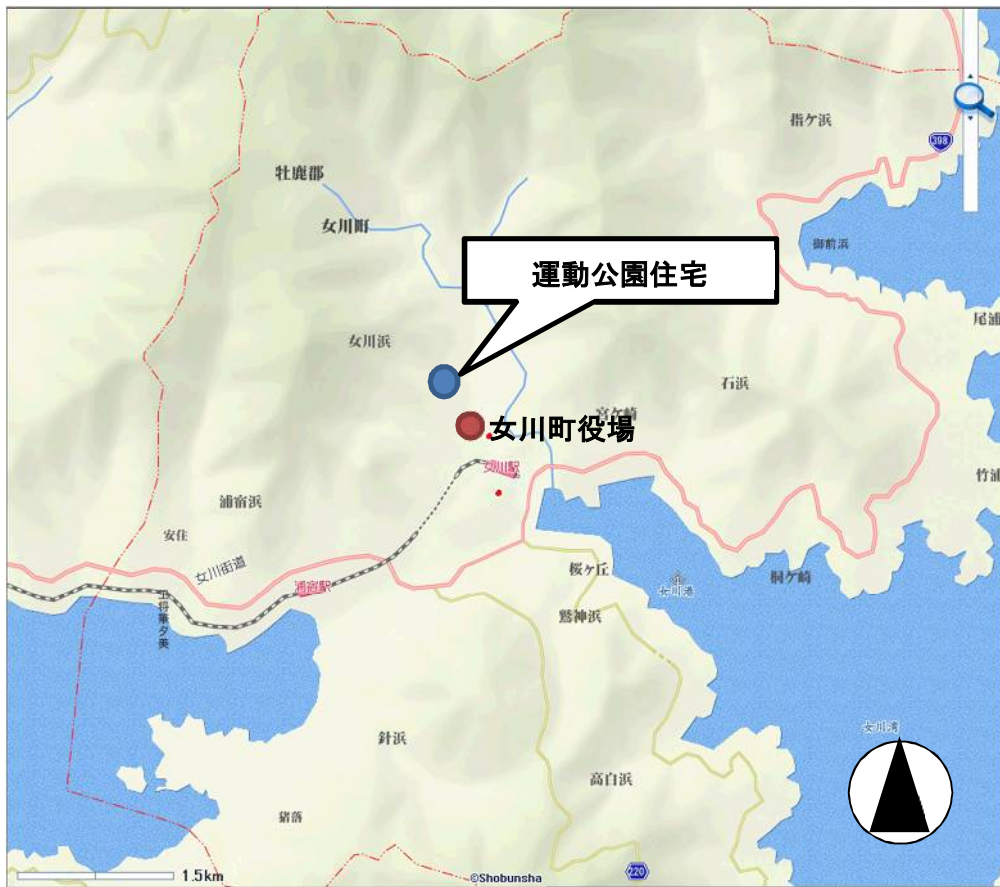 指ケ浜
398
牡鹿郡
女川町
御前浜
運動公園住宅
尾浦
女川浜
石浜
宮ケ崎
女川町役場
女川駅
竹浦
浦宿浜
安住
女川街道
桜ヶ丘
女川港
桐ケ崎
浦宿駅
鷲神浜
女川湾
針浜
高白浜
猪落
220
1.5km
©Shobunsha